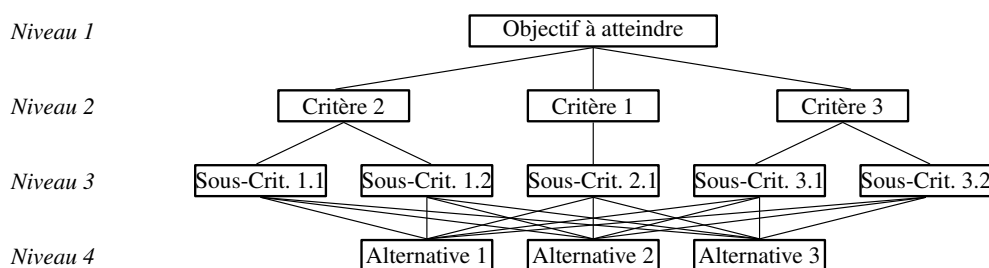 Niveau 1 Objectif à atteindre
Niveau 2 Critère 2 Critère 1 Critère 3
Niveau 3 Sous-Crit. 1.1 Sous-Crit. 1.2 Sous-Crit. 2.1 Sous-Crit. 3.1 Sous-Crit. 3.2
Niveau 4 Alternative 1 Alternative 2 Alternative 3